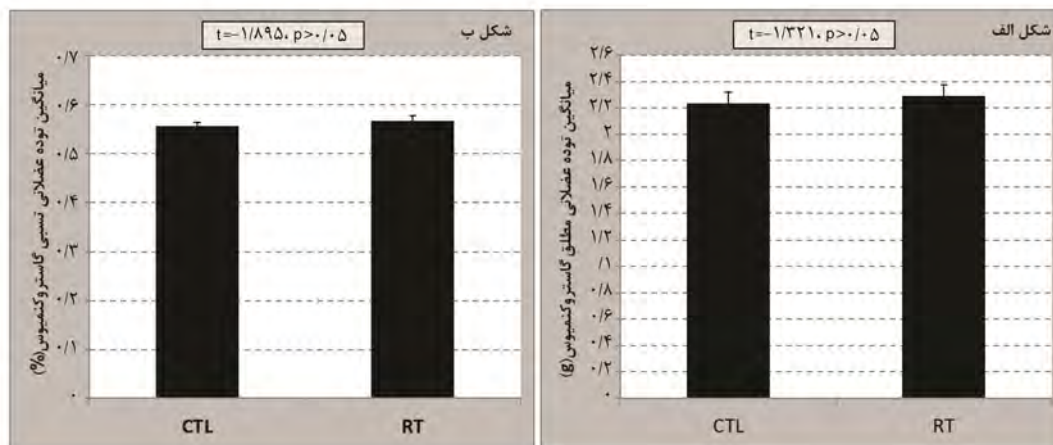 شکل الف
t=−۱/۳۲۱، p>۰/۰۵
میانگین توده عضلانی مطلق گاستروکنمیوس(g)
۲/۶
۲/۴
۲/۲
۲
۱/۸
۱/۶
۱/۴
۱/۲
/۱
۰/۸
۰/۶
۰/۴
۰/۲
۰
CTL
RT
شکل ب
t=−۱/۸۹۵، p>۰/۰۵
میانگین توده عضلانی نسبی گاستروکنمیوس(%)
۰/۷
۰/۶
۰/۵
۰/۴
۰/۳
۰/۲
۰/۱
۰
CTL
RT